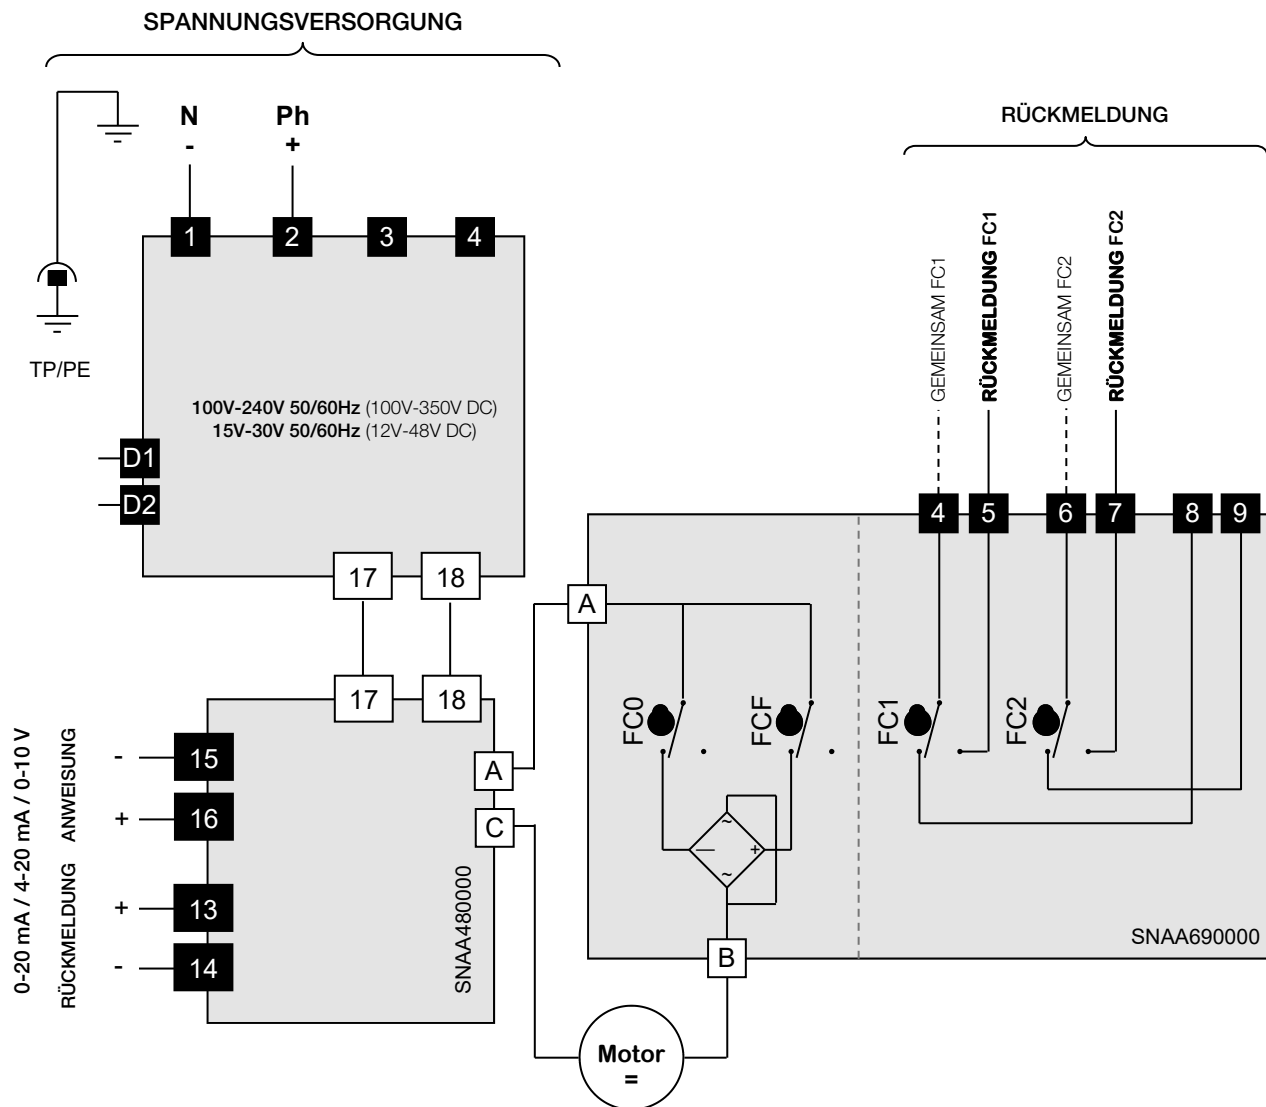 SPANNUNGSVERSORGUNG
N
-
Ph
+
1
2
3
4
TP/PE
100V-240V 50/60Hz (100V-350V DC)
15V-30V 50/60Hz (12V-48V DC)
D1
D2
17
18
17
18
0-20 mA / 4-20 mA / 0-10 V
ANWEISUNG
RÜCKMELDUNG
-
15
+
16
+
13
-
14
A
C
SNAA480000
RÜCKMELDUNG
GEMEINSAM FC1
RÜCKMELDUNG FC1
GEMEINSAM FC2
RÜCKMELDUNG FC2
4
5
6
7
8
9
A
FC0
FCF
FC1
FC2
~
—
+
~
B
SNAA690000
Motor
=